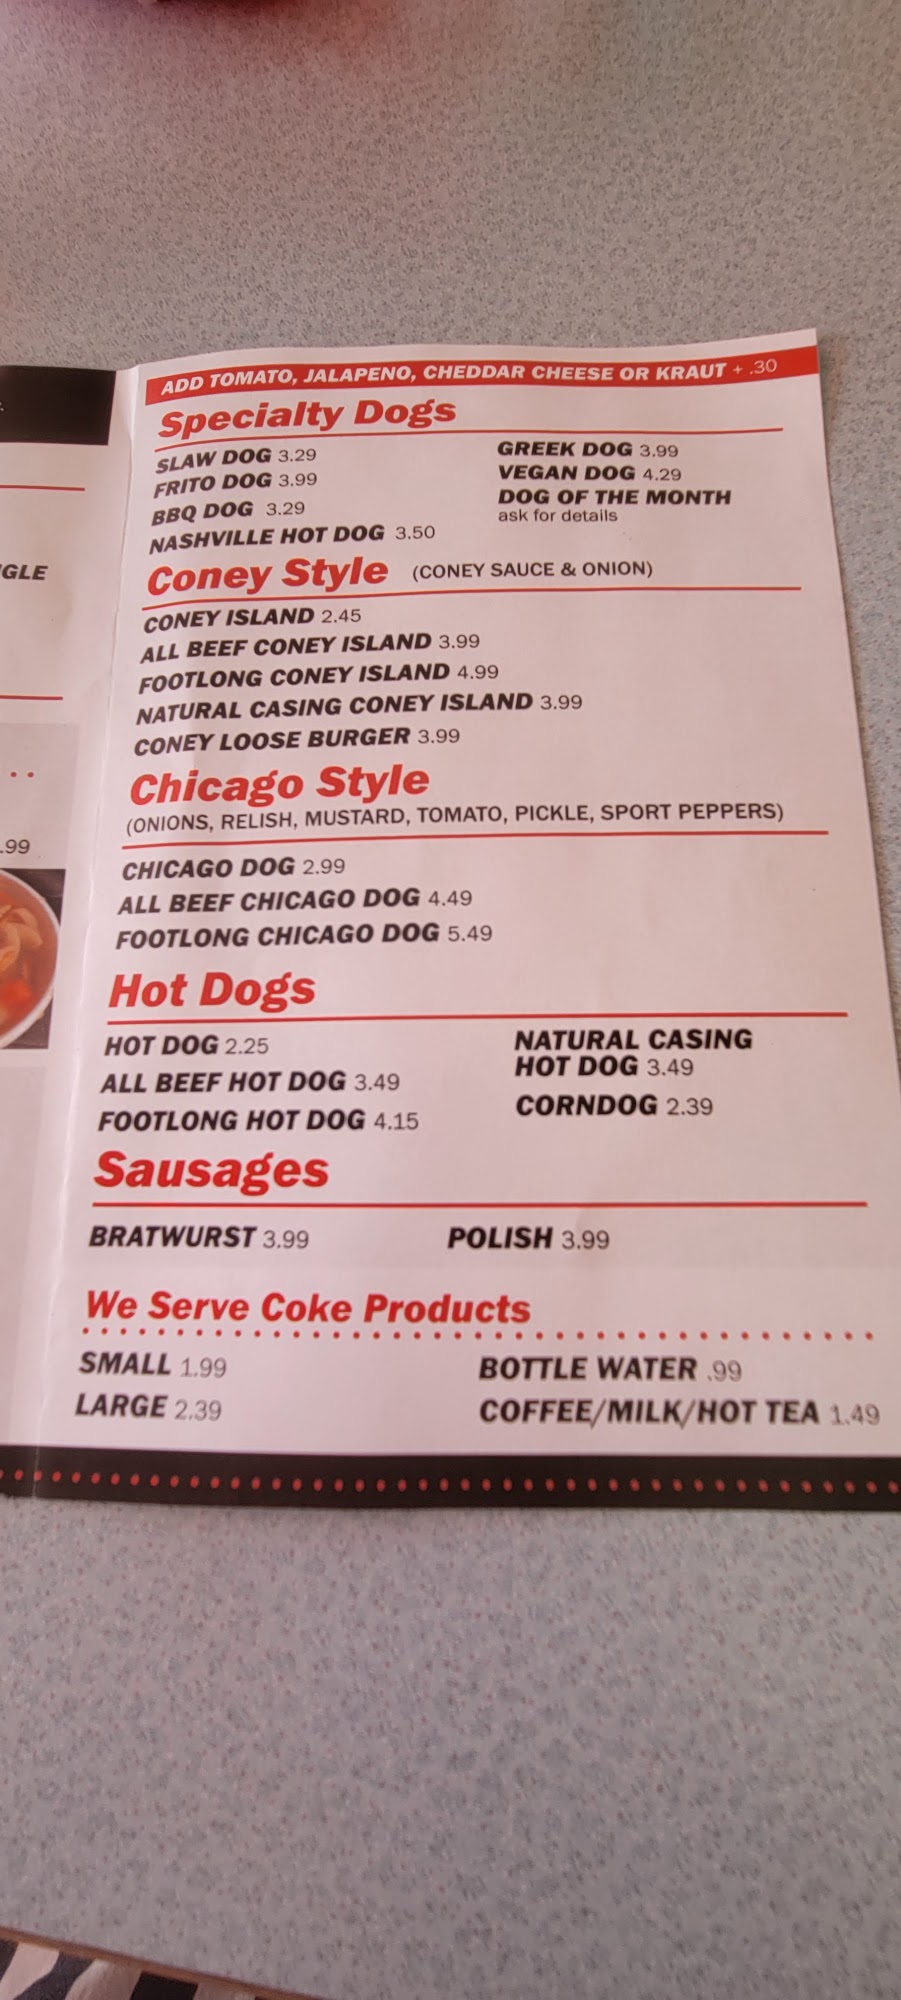 ADD TOMATO, JALAPENO, CHEDDAR CHEESE OR KRAUT + .30
Specialty Dogs
SLAW DOG 3.29
FRITO DOG 3.99
BBQ DOG 3.29
NASHVILLE HOT DOG 3.50
GREEK DOG 3.99
VEGAN DOG 4.29
DOG OF THE MONTH
ask for details
Coney Style (CONEY SAUCE & ONION)
CONEY ISLAND 2.45
ALL BEEF CONEY ISLAND 3.99
FOOTLONG CONEY ISLAND 4.99
NATURAL CASING CONEY ISLAND 3.99
CONEY LOOSE BURGER 3.99
Chicago Style
(ONIONS, RELISH, MUSTARD, TOMATO, PICKLE, SPORT PEPPERS)
CHICAGO DOG 2.99
ALL BEEF CHICAGO DOG 4.49
FOOTLONG CHICAGO DOG 5.49
Hot Dogs
HOT DOG 2.25
ALL BEEF HOT DOG 3.49
FOOTLONG HOT DOG 4.15
NATURAL CASING
HOT DOG 3.49
CORNDOG 2.39
Sausages
BRATWURST 3.99
POLISH 3.99
We Serve Coke Products
SMALL 1.99
LARGE 2.39
BOTTLE WATER .99
COFFEE/MILK/HOT TEA 1.49
.99